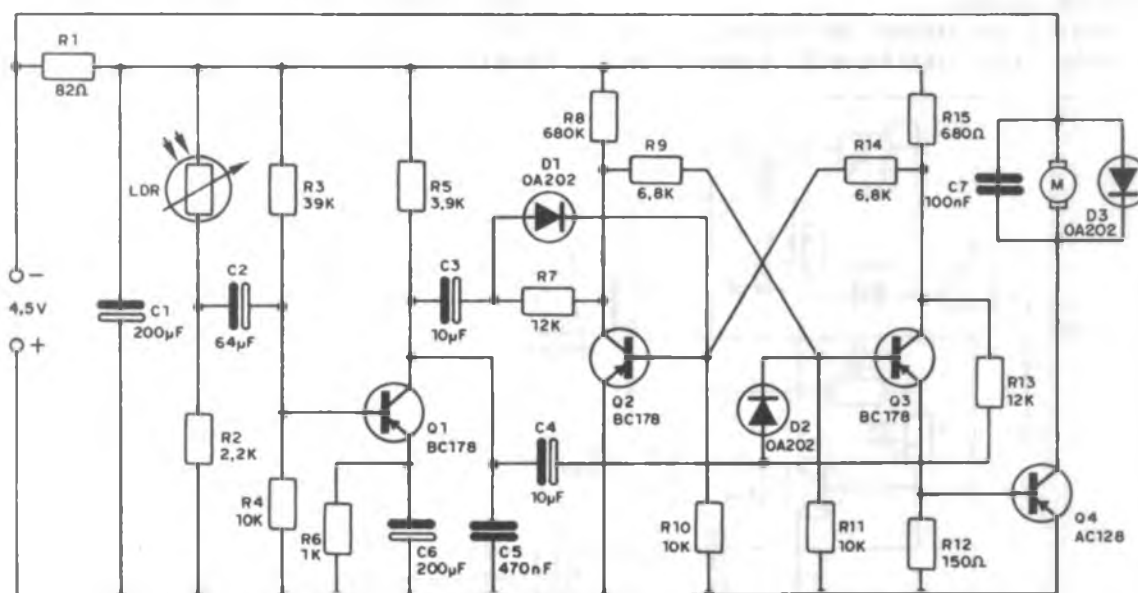 R1
82Ω
LDR
R2
2,2K
R3
39K
R4
10K
R5
3,9K
R6
1K
R7
12K
R8
680K
R9
6,8K
R10
10K
R11
10K
R12
150Ω
R13
12K
R14
6,8K
R15
680Ω
C1
200µF
C2
64µF
C3
10µF
C4
10µF
C5
470nF
C6
200µF
C7
100nF
D1
OA202
D2
OA202
D3
OA202
Q1
BC178
Q2
BC178
Q3
BC178
Q4
AC128
M
−
4,5V
+